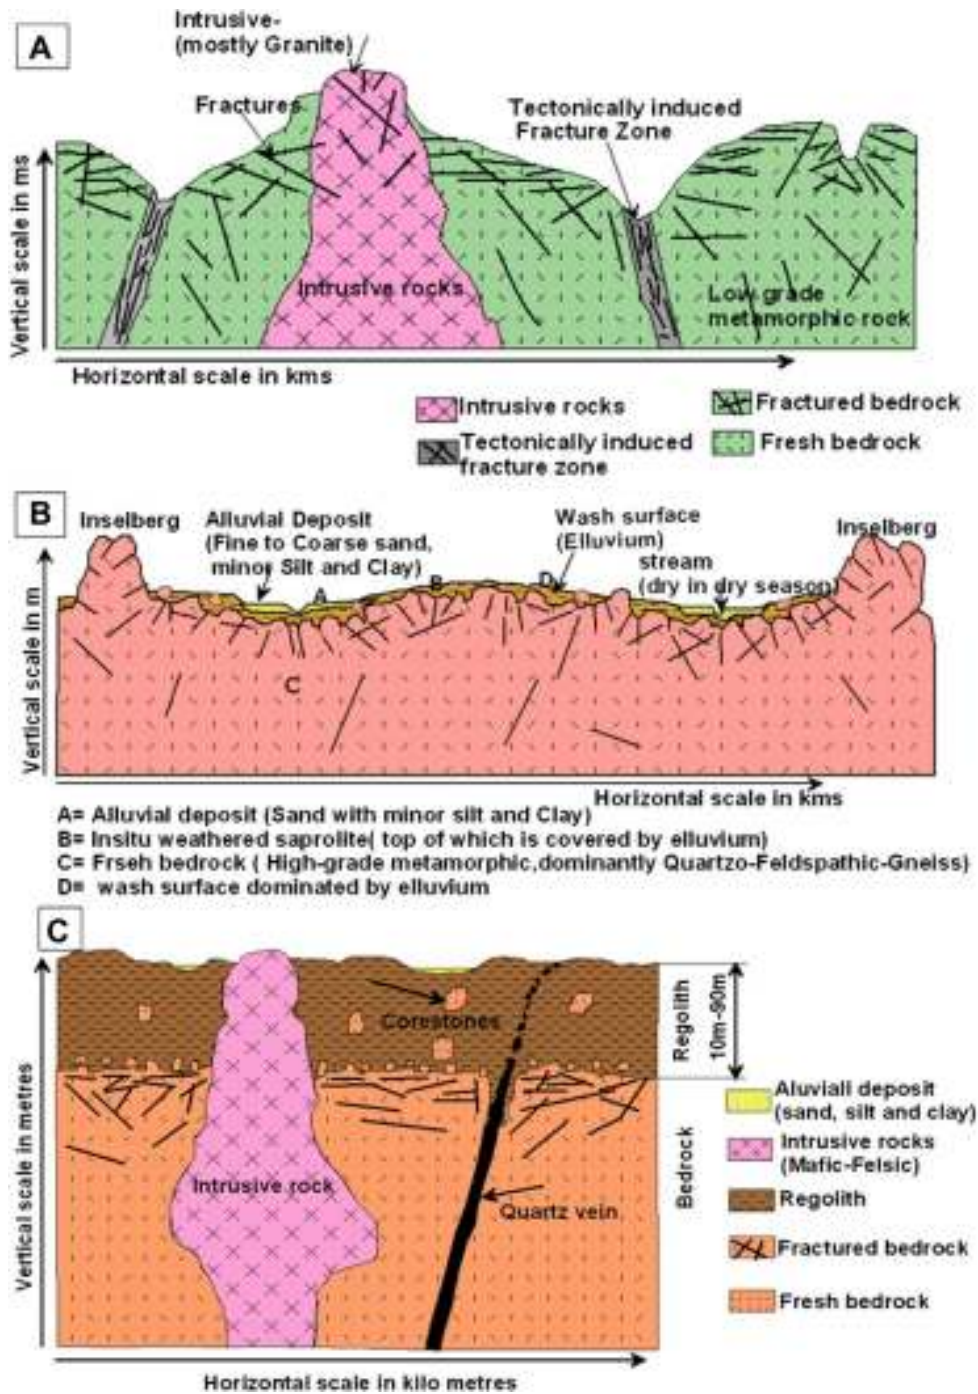 A
Intrusive-
(mostly Granite)
Fractures
Tectonically induced
Fracture Zone
Vertical scale in ms
Intrusive rocks
Low grade
metamorphic rock
Horizontal scale in kms
Intrusive rocks
Fractured bedrock
Tectonically induced
fracture zone
Fresh bedrock
B
Inselberg
Alluvial Deposit
(Fine to Coarse sand,
minor Silt and Clay)
Wash surface
(Elluvium)
stream
(dry in dry season)
Inselberg
A
B
D
C
Vertical scale in m
Horizontal scale in kms
A= Alluvial deposit (Sand with minor silt and Clay)
B= Insitu weathered saprolite( top of which is covered by elluvium)
C= Frseh bedrock ( High-grade metamorphic,dominantly Quartzo-Feldspathic-Gneiss)
D= wash surface dominated by elluvium
C
Corestones
Regolith
10m-90m
Bedrock
Vertical scale in metres
Intrusive rock
Quartz vein
Aluviali deposit
(sand, silt and clay)
Intrusive rocks
(Mafic-Felsic)
Regolith
Fractured bedrock
Fresh bedrock
Horizontal scale in kilo metres